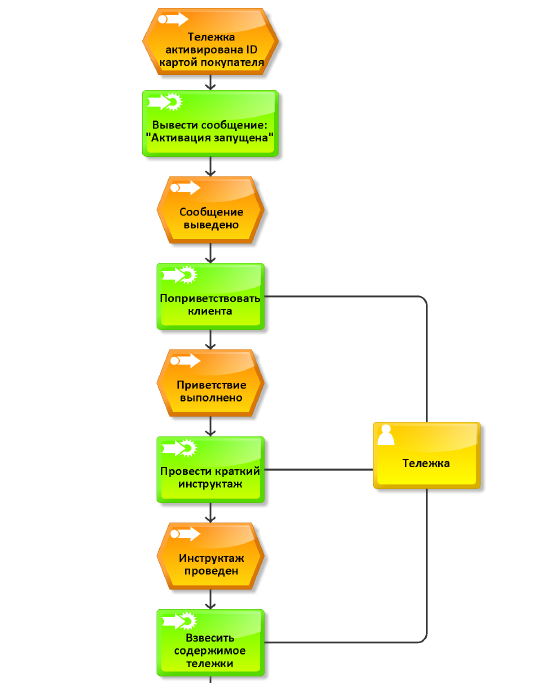 Тележка
активирована ID
картой покупателя
Вывести сообщение:
"Активация запущена"
Сообщение
выведено
Поприветствовать
клиента
Приветствие
выполнено
Провести краткий
инструктаж
Тележка
Инструктаж
проведен
Взвесить
содержимое
тележки